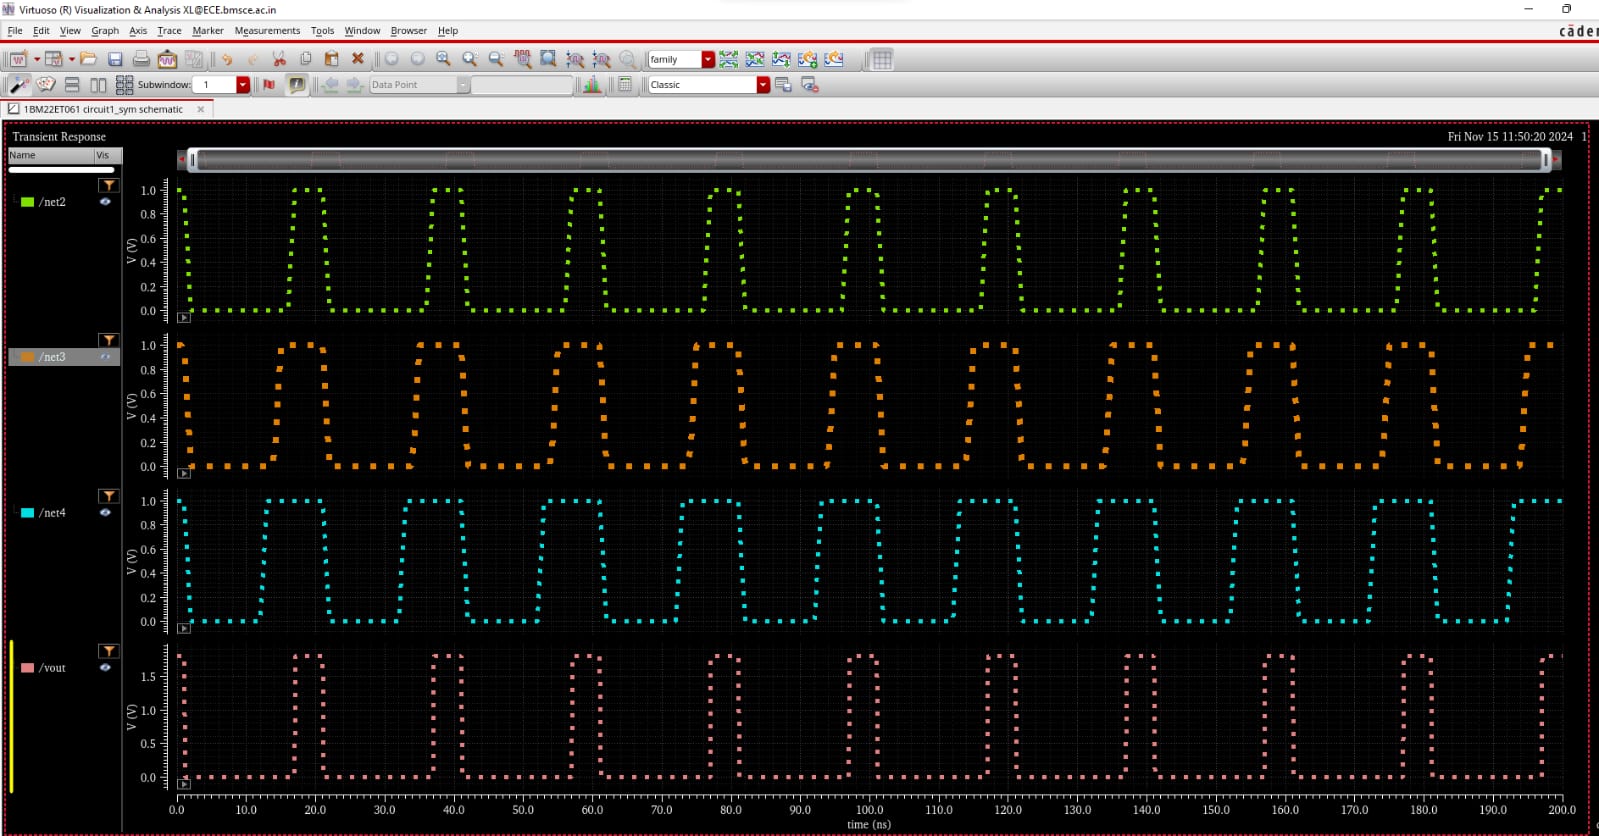 Virtuoso (R) Visualization & Analysis XL@ECE.bmsce.ac.in
File Edit View Graph Axis Trace Marker Measurements Tools Window Browser Help
cāden
family
Subwindow: 1 Data Point Classic
1BM22ET061 circuit1_sym schematic
Transient Response Fri Nov 15 11:50:20 2024 1
Name Vis
/net2
V (V)
1.0
0.8
0.6
0.4
0.2
0.0
/net3
V (V)
1.0
0.8
0.6
0.4
0.2
0.0
/net4
V (V)
1.0
0.8
0.6
0.4
0.2
0.0
/vout
V (V)
1.5
1.0
0.5
0.0
0.0 10.0 20.0 30.0 40.0 50.0 60.0 70.0 80.0 90.0 100.0 110.0 120.0 130.0 140.0 150.0 160.0 170.0 180.0 190.0 200.0
time (ns)